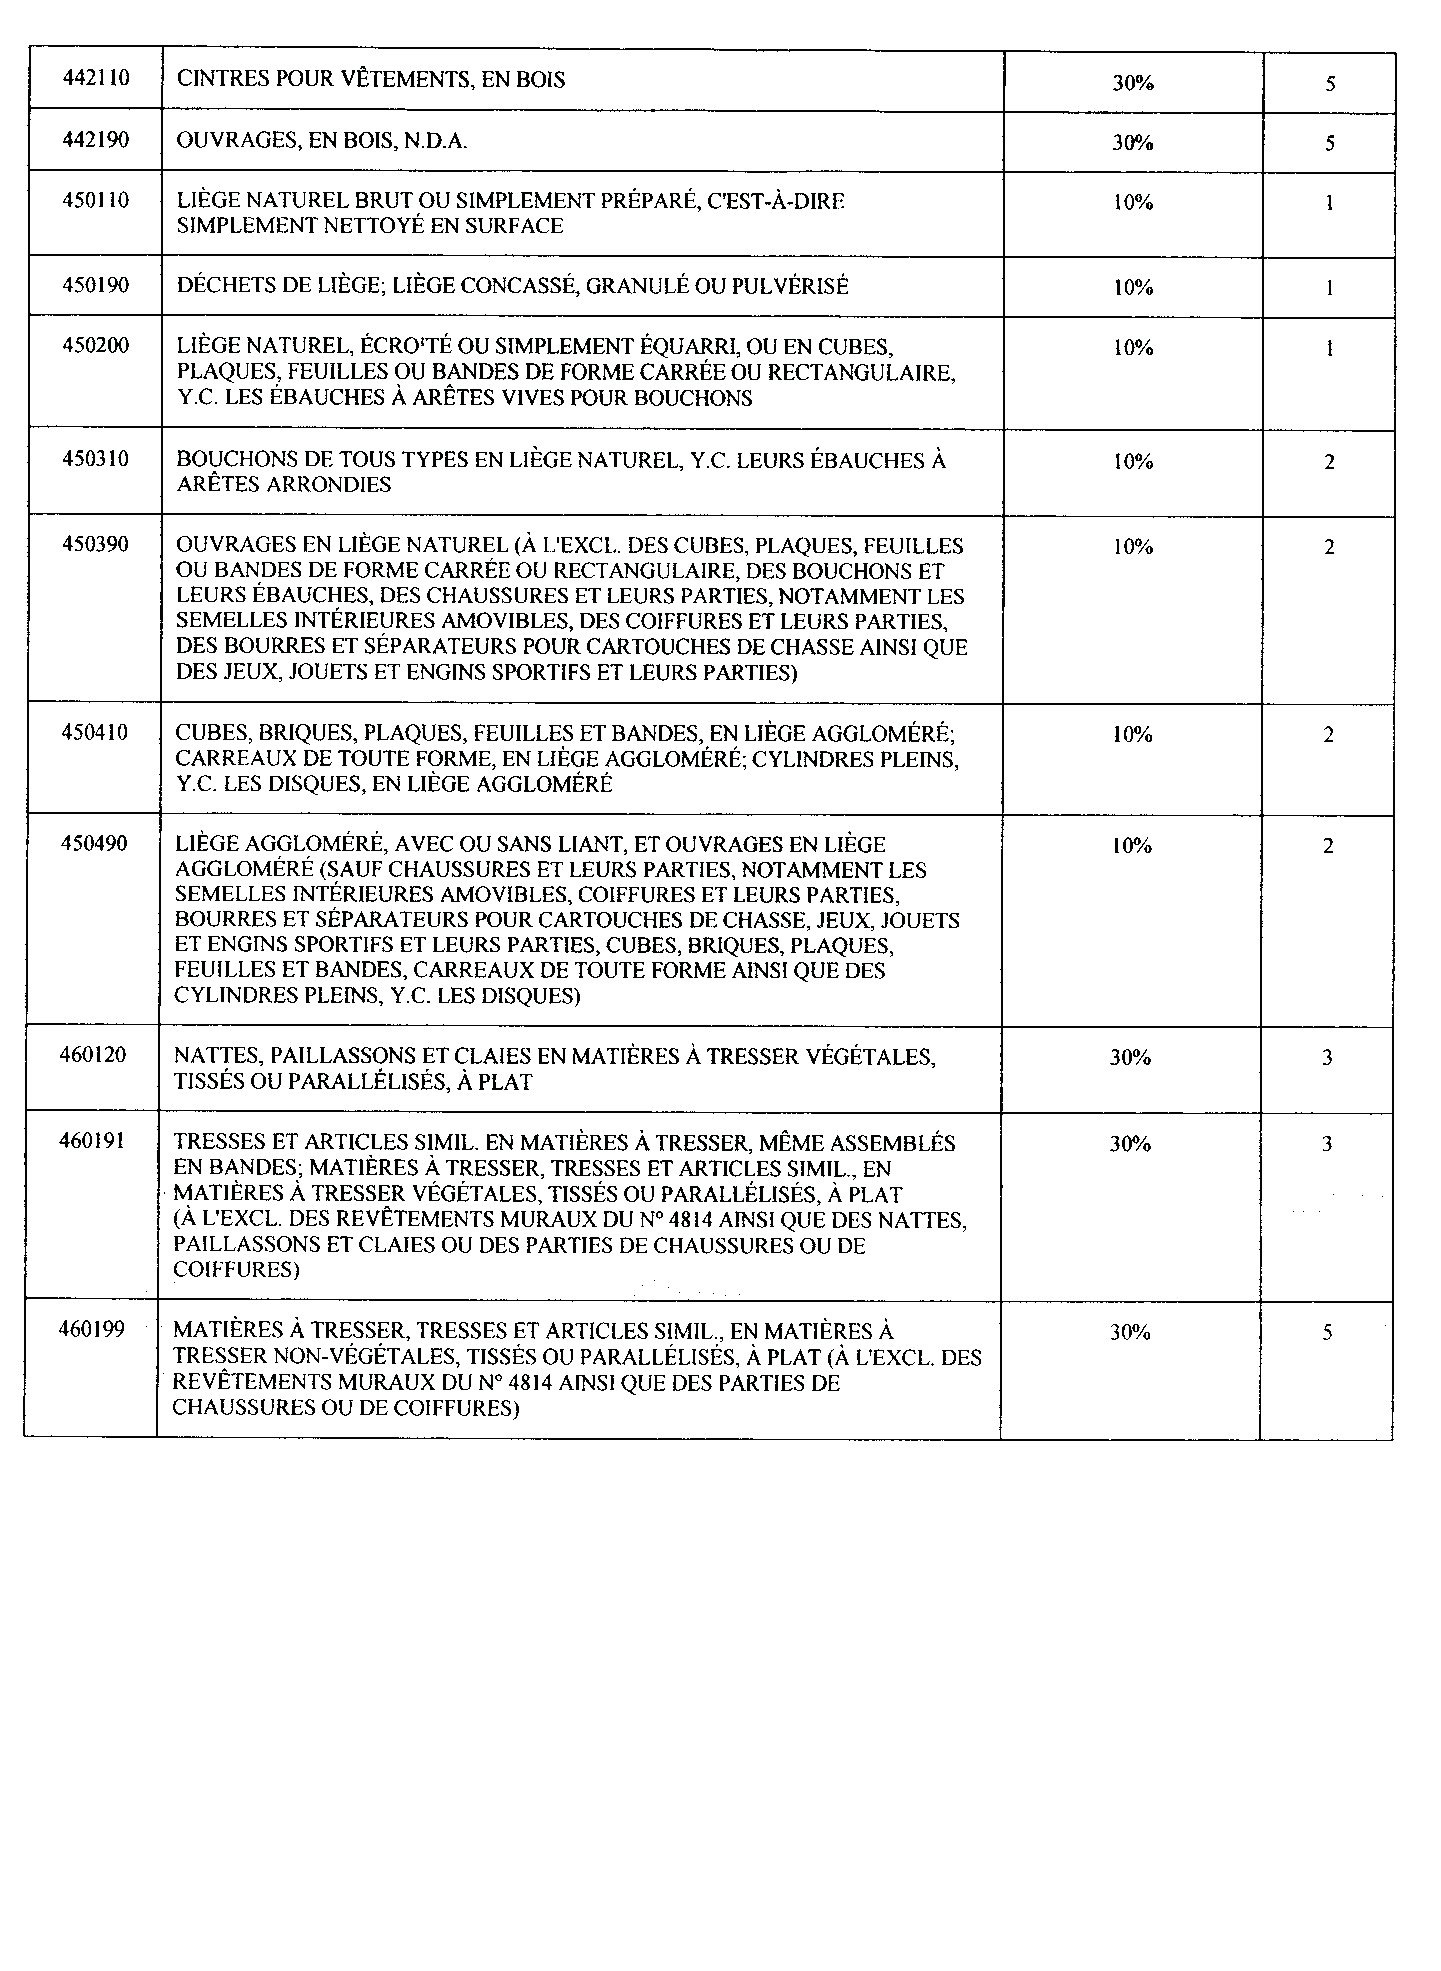 442110 CINTRES POUR VÊTEMENTS, EN BOIS 30% 5
442190 OUVRAGES, EN BOIS, N.D.A. 30% 5
450110 LIÈGE NATUREL BRUT OU SIMPLEMENT PRÉPARÉ, C'EST-À-DIRE 10% 1
SIMPLEMENT NETTOYÉ EN SURFACE
450190 DÉCHETS DE LIÈGE; LIÈGE CONCASSÉ, GRANULÉ OU PULVÉRISÉ 10% 1
450200 LIÈGE NATUREL, ÉCRO'TÉ OU SIMPLEMENT ÉQUARRI, OU EN CUBES, 10% 1
PLAQUES, FEUILLES OU BANDES DE FORME CARRÉE OU RECTANGULAIRE,
Y.C. LES ÉBAUCHES À ARÊTES VIVES POUR BOUCHONS
450310 BOUCHONS DE TOUS TYPES EN LIÈGE NATUREL, Y.C. LEURS ÉBAUCHES À 10% 2
ARÊTES ARRONDIES
450390 OUVRAGES EN LIÈGE NATUREL (À L'EXCL. DES CUBES, PLAQUES, FEUILLES 10% 2
OU BANDES DE FORME CARRÉE OU RECTANGULAIRE, DES BOUCHONS ET
LEURS ÉBAUCHES, DES CHAUSSURES ET LEURS PARTIES, NOTAMMENT LES
SEMELLES INTÉRIEURES AMOVIBLES, DES COIFFURES ET LEURS PARTIES,
DES BOURRES ET SÉPARATEURS POUR CARTOUCHES DE CHASSE AINSI QUE
DES JEUX, JOUETS ET ENGINS SPORTIFS ET LEURS PARTIES)
450410 CUBES, BRIQUES, PLAQUES, FEUILLES ET BANDES, EN LIÈGE AGGLOMÉRÉ; 10% 2
CARREAUX DE TOUTE FORME, EN LIÈGE AGGLOMÉRÉ; CYLINDRES PLEINS,
Y.C. LES DISQUES, EN LIÈGE AGGLOMÉRÉ
450490 LIÈGE AGGLOMÉRÉ, AVEC OU SANS LIANT, ET OUVRAGES EN LIÈGE 10% 2
AGGLOMÉRÉ (SAUF CHAUSSURES ET LEURS PARTIES, NOTAMMENT LES
SEMELLES INTÉRIEURES AMOVIBLES, COIFFURES ET LEURS PARTIES,
BOURRES ET SÉPARATEURS POUR CARTOUCHES DE CHASSE, JEUX, JOUETS
ET ENGINS SPORTIFS ET LEURS PARTIES, CUBES, BRIQUES, PLAQUES,
FEUILLES ET BANDES, CARREAUX DE TOUTE FORME AINSI QUE DES
CYLINDRES PLEINS, Y.C. LES DISQUES)
460120 NATTES, PAILLASSONS ET CLAIES EN MATIÈRES À TRESSER VÉGÉTALES, 30% 3
TISSÉS OU PARALLÉLISÉS, À PLAT
460191 TRESSES ET ARTICLES SIMIL. EN MATIÈRES À TRESSER, MÊME ASSEMBLÉS 30% 3
EN BANDES; MATIÈRES À TRESSER, TRESSES ET ARTICLES SIMIL., EN
MATIÈRES À TRESSER VÉGÉTALES, TISSÉS OU PARALLÉLISÉS, À PLAT
(À L'EXCL. DES REVÊTEMENTS MURAUX DU N° 4814 AINSI QUE DES NATTES,
PAILLASSONS ET CLAIES OU DES PARTIES DE CHAUSSURES OU DE
COIFFURES)
460199 MATIÈRES À TRESSER, TRESSES ET ARTICLES SIMIL., EN MATIÈRES À 30% 5
TRESSER NON-VÉGÉTALES, TISSÉS OU PARALLÉLISÉS, À PLAT (À L'EXCL. DES
REVÊTEMENTS MURAUX DU N° 4814 AINSI QUE DES PARTIES DE
CHAUSSURES OU DE COIFFURES)